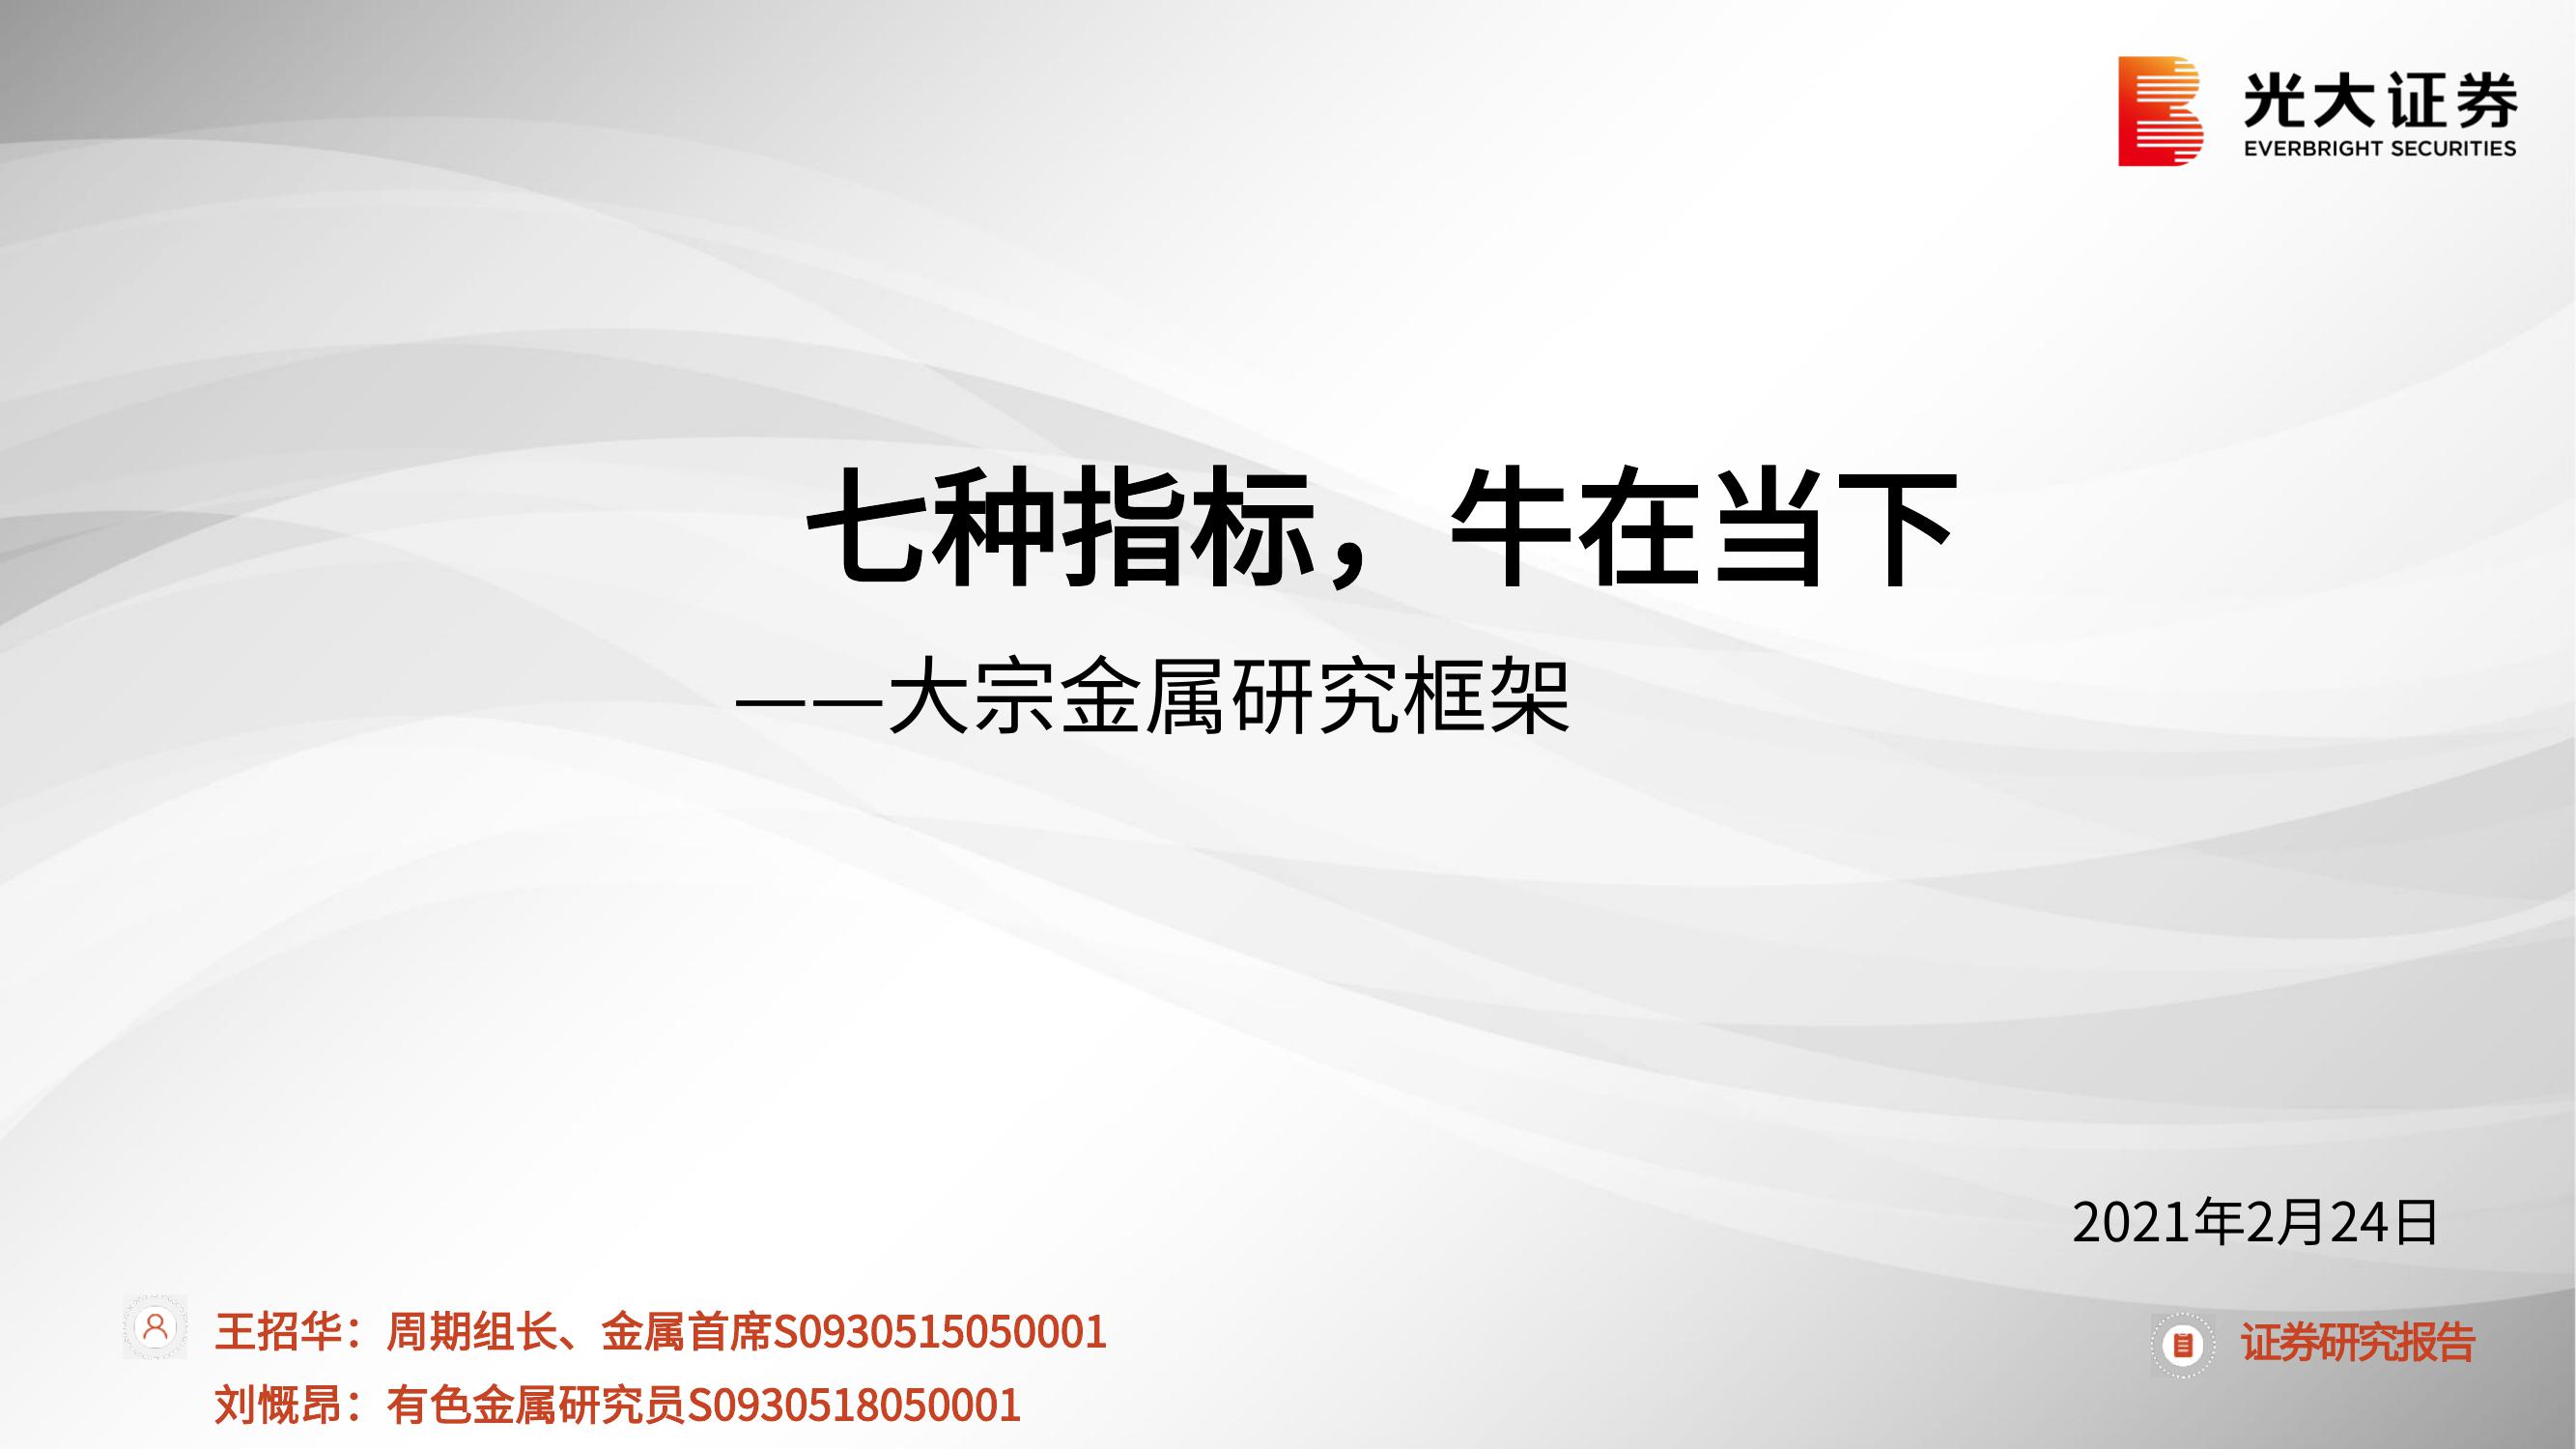 光大证券
EVERBRIGHT SECURITIES
七种指标，牛在当下
——大宗金属研究框架
2021年2月24日
王招华：周期组长、金属首席S0930515050001
刘慨昂：有色金属研究员S0930518050001
证券研究报告